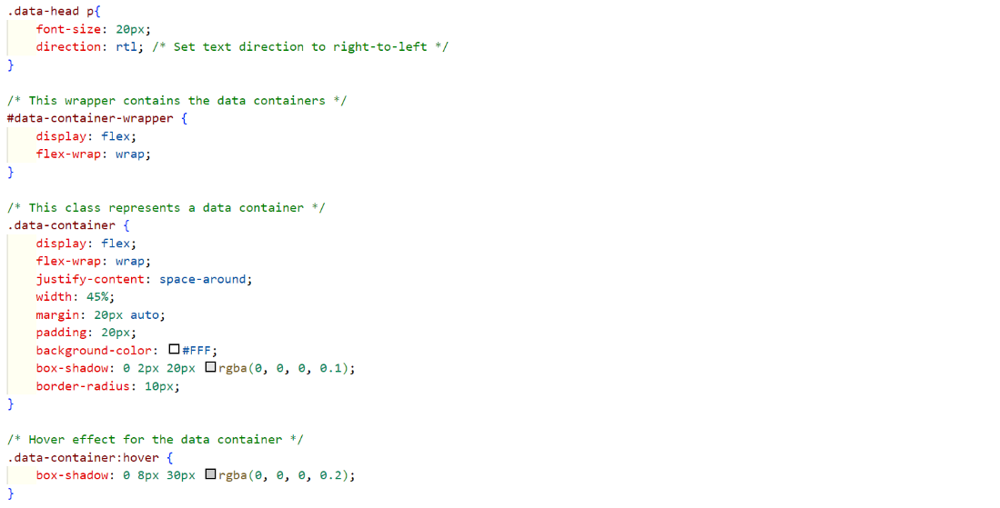 .data-head p{
    font-size: 20px;
    direction: rtl; /* Set text direction to right-to-left */
}

/* This wrapper contains the data containers */
#data-container-wrapper {
    display: flex;
    flex-wrap: wrap;
}

/* This class represents a data container */
.data-container {
    display: flex;
    flex-wrap: wrap;
    justify-content: space-around;
    width: 45%;
    margin: 20px auto;
    padding: 20px;
    background-color: #FFF;
    box-shadow: 0 2px 20px rgba(0, 0, 0, 0.1);
    border-radius: 10px;
}

/* Hover effect for the data container */
.data-container:hover {
    box-shadow: 0 8px 30px rgba(0, 0, 0, 0.2);
}